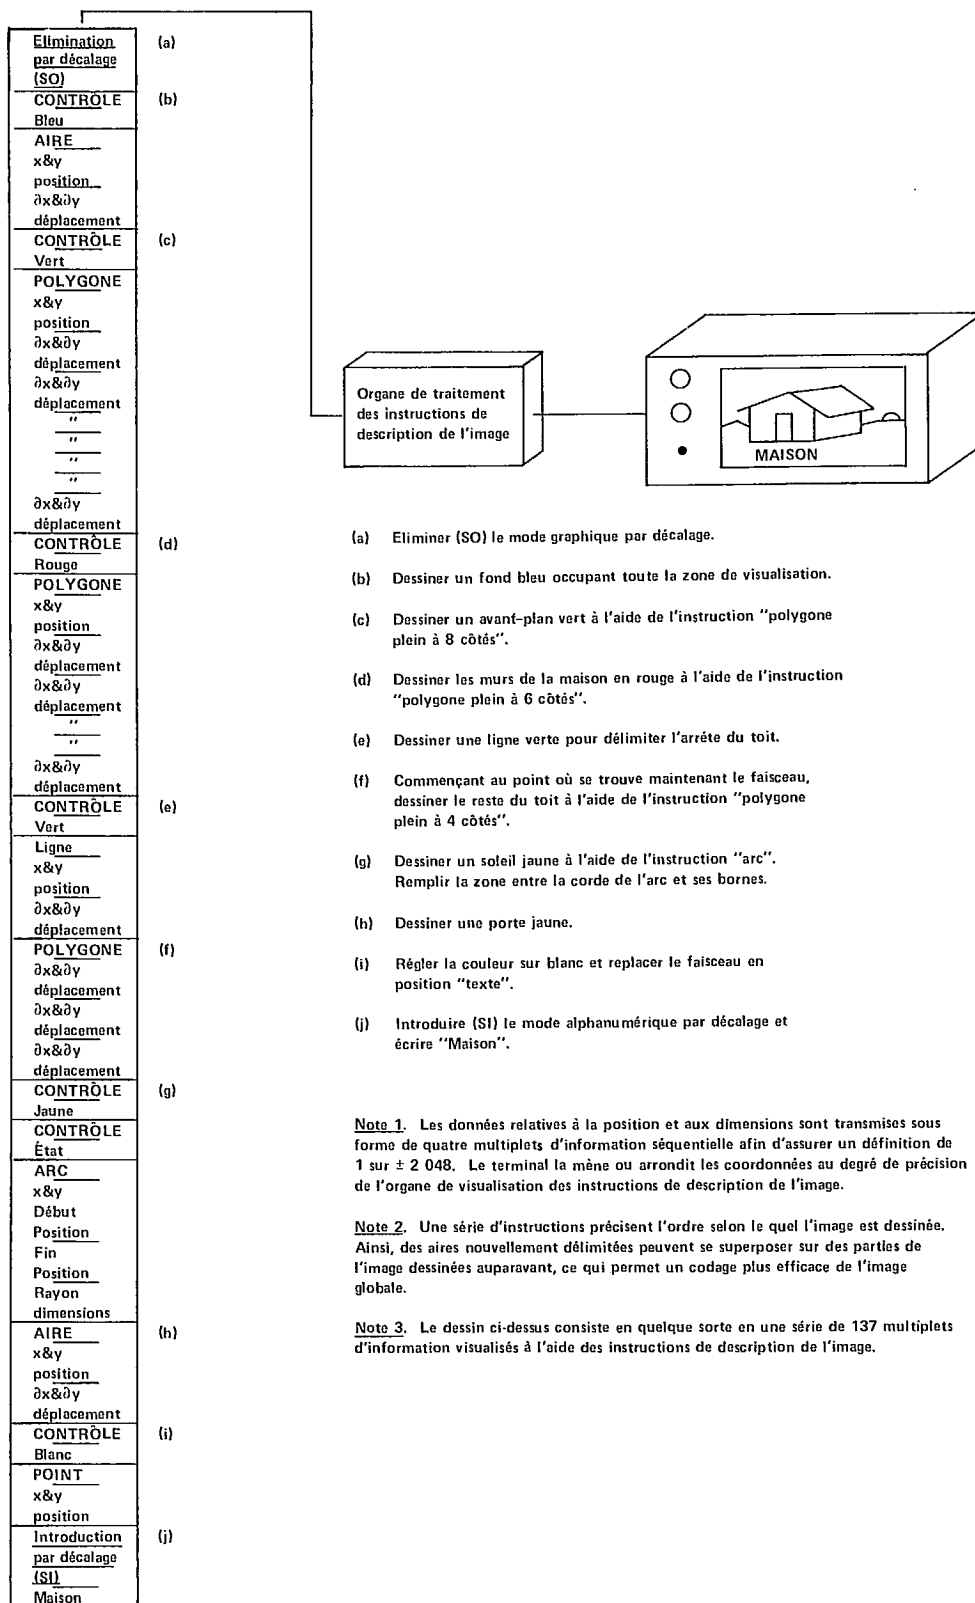 Elimination (a)
par décalage
(SO)
CONTRÔLE (b)
Bleu
AIRE
x&y
position
∂x&∂y
déplacement
CONTRÔLE (c)
Vert
POLYGONE
x&y
position
∂x&∂y
déplacement
∂x&∂y
déplacement
"
"
"
"
∂x&∂y
déplacement
CONTRÔLE (d)
Rouge
POLYGONE
x&y
position
∂x&∂y
déplacement
∂x&∂y
déplacement
"
"
∂x&∂y
déplacement
CONTRÔLE (e)
Vert
Ligne
x&y
position
∂x&∂y
déplacement
POLYGONE (f)
∂x&∂y
déplacement
∂x&∂y
déplacement
∂x&∂y
déplacement
CONTRÔLE (g)
Jaune
CONTRÔLE
État
ARC
x&y
Début
Position
Fin
Position
Rayon
dimensions
AIRE (h)
x&y
position
∂x&∂y
déplacement
CONTRÔLE (i)
Blanc
POINT
x&y
position
Introduction (j)
par décalage
(SI)
Maison
Organe de traitement
des instructions de
description de l'image
MAISON
(a) Eliminer (SO) le mode graphique par décalage.
(b) Dessiner un fond bleu occupant toute la zone de visualisation.
(c) Dessiner un avant-plan vert à l'aide de l'instruction "polygone
plein à 8 côtés".
(d) Dessiner les murs de la maison en rouge à l'aide de l'instruction
"polygone plein à 6 côtés".
(e) Dessiner une ligne verte pour délimiter l'arrête du toit.
(f) Commençant au point où se trouve maintenant le faisceau,
dessiner le reste du toit à l'aide de l'instruction "polygone
plein à 4 côtés".
(g) Dessiner un soleil jaune à l'aide de l'instruction "arc".
Remplir la zone entre la corde de l'arc et ses bornes.
(h) Dessiner une porte jaune.
(i) Régler la couleur sur blanc et replacer le faisceau en
position "texte".
(j) Introduire (SI) le mode alphanumérique par décalage et
écrire "Maison".
Note 1. Les données relatives à la position et aux dimensions sont transmises sous
forme de quatre multiplets d'information séquentielle afin d'assurer un définition de
1 sur ± 2 048. Le terminal la mène ou arrondit les coordonnées au degré de précision
de l'organe de visualisation des instructions de description de l'image.
Note 2. Une série d'instructions précisent l'ordre selon le quel l'image est dessinée.
Ainsi, des aires nouvellement délimitées peuvent se superposer sur des parties de
l'image dessinées auparavant, ce qui permet un codage plus efficace de l'image
globale.
Note 3. Le dessin ci-dessus consiste en quelque sorte en une série de 137 multiplets
d'information visualisés à l'aide des instructions de description de l'image.